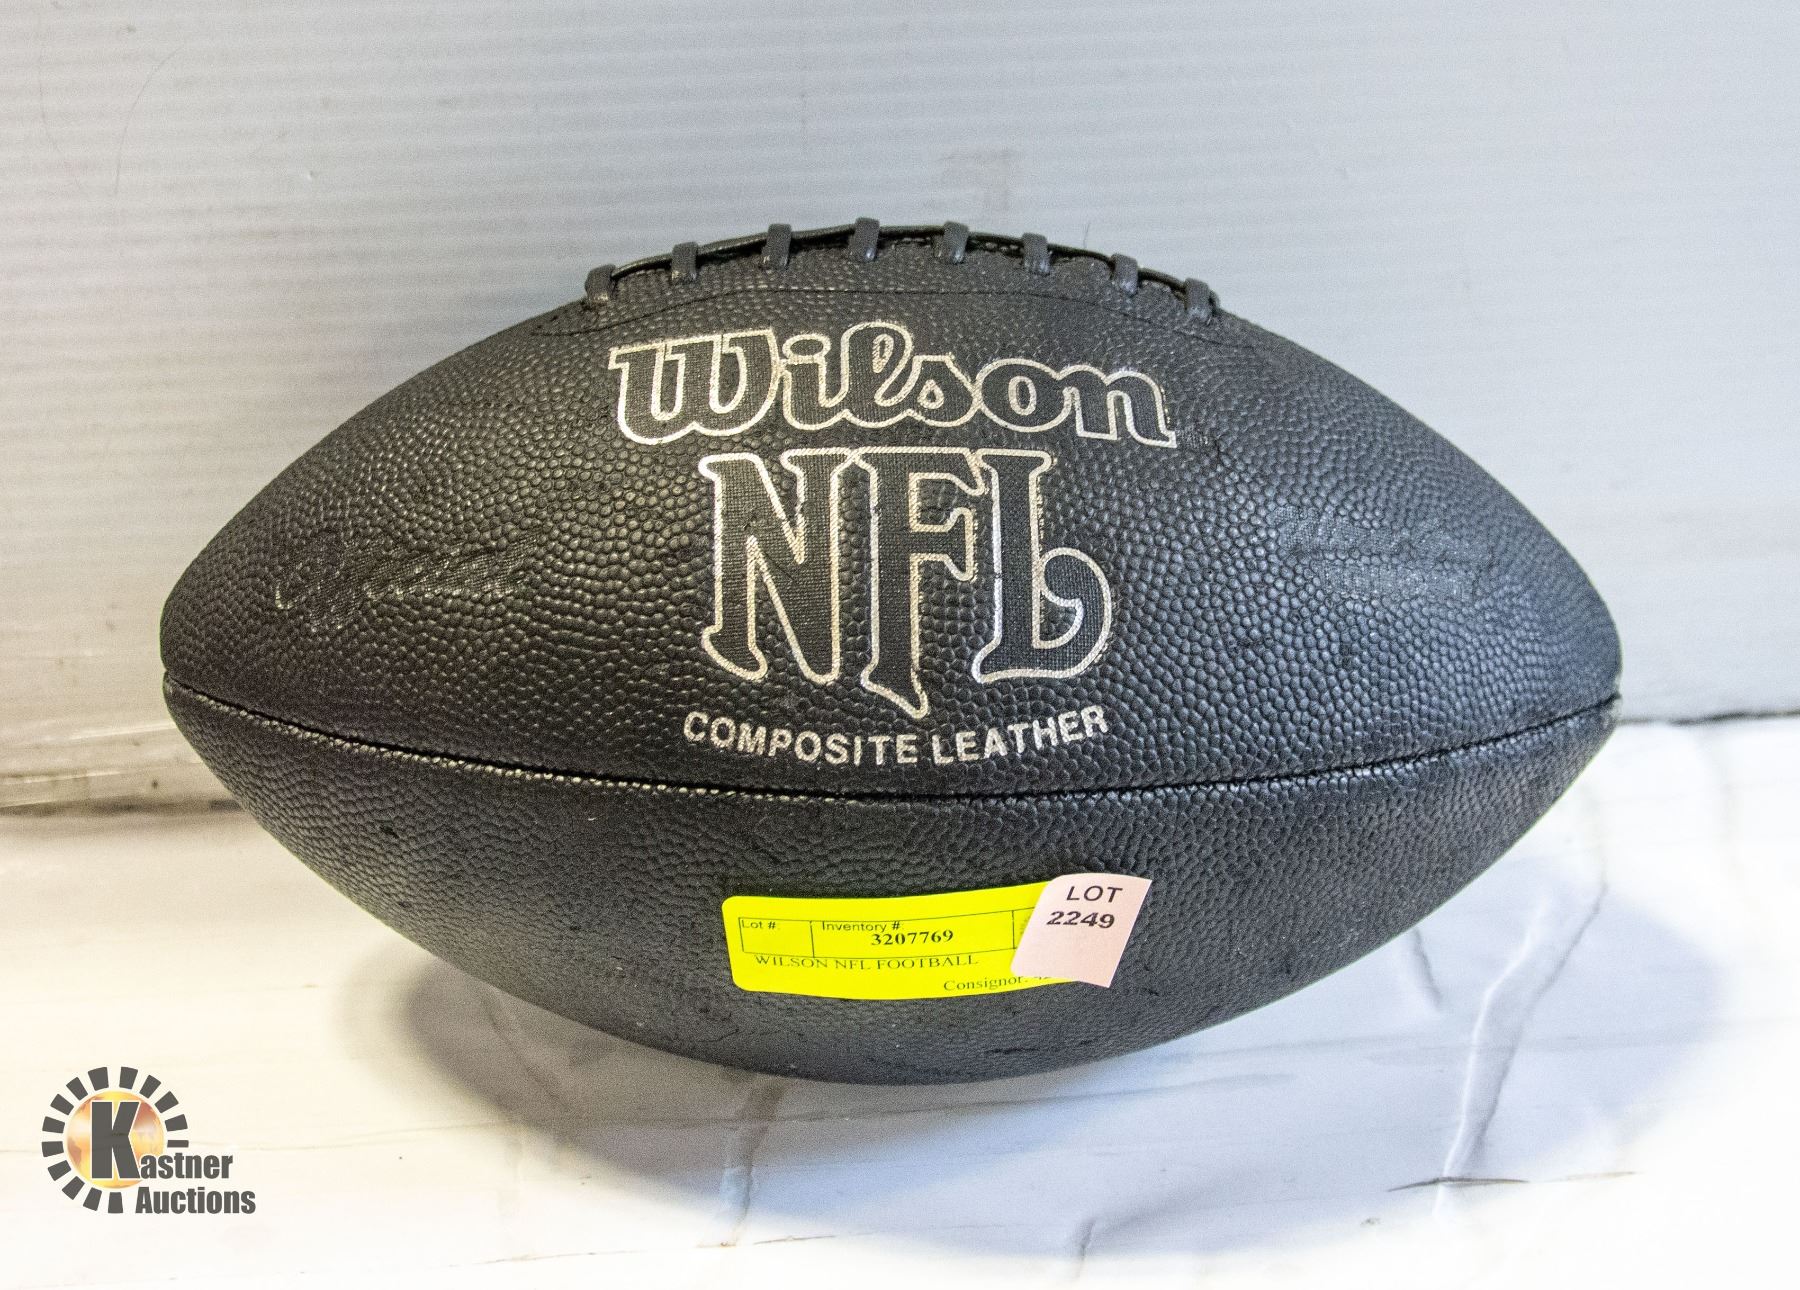 Wilson
NFL
COMPOSITE LEATHER
Lot #: Inventory #:
3207769
WILSON NFL FOOTBALL
Consignor:
LOT
2249
Kastner
Auctions